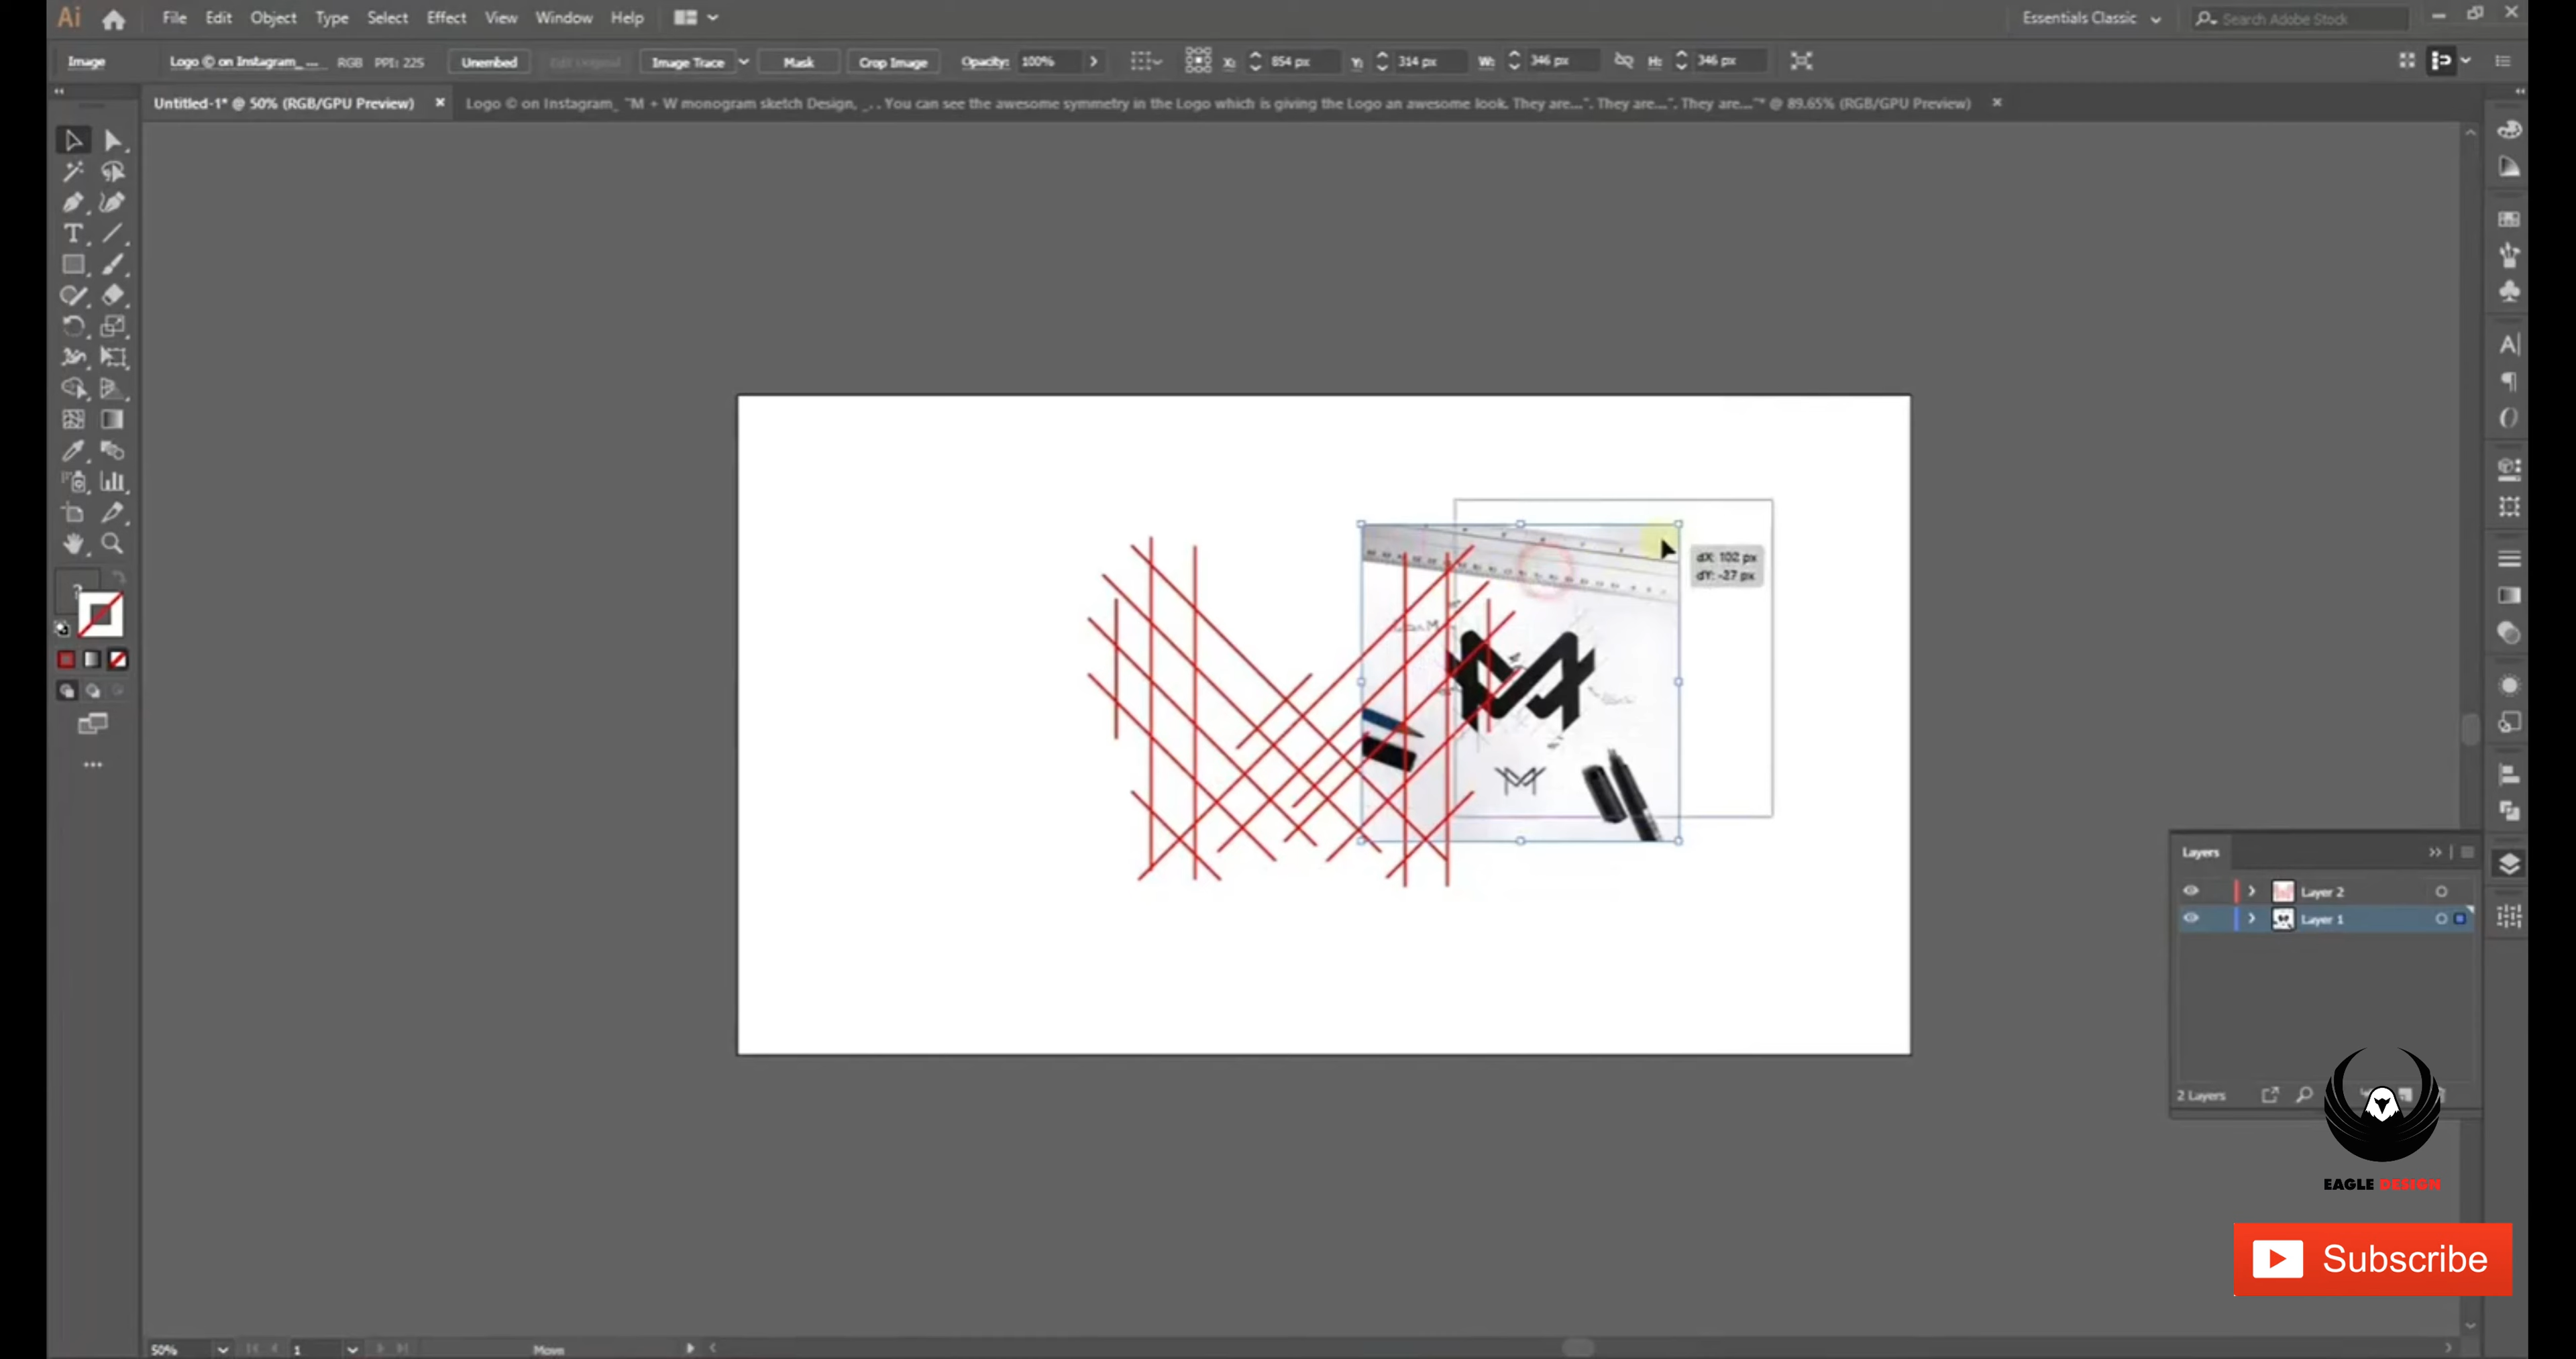 Ai File Edit Object Type Select Effect View Window Help Essentials Classic Search Adobe Stock
Image Logo © on Instagram_ ... RGB PPI: 225 Unembed Edit Original Image Trace Mask Crop Image Opacity: 100% X: 854 px Y: 314 px W: 346 px H: 346 px
Untitled-1* @ 50% (RGB/GPU Preview) × Logo © on Instagram_ "M + W monogram sketch Design, _. . You can see the awesome symmetry in the Logo which is giving the Logo an awesome look. They are...". They are...". They are..."* @ 89.65% (RGB/GPU Preview) ×
dX: 102 px
dY: -27 px
Layers
Layer 2
Layer 1
2 Layers
EAGLE DESIGN
Subscribe
50% 1 Move